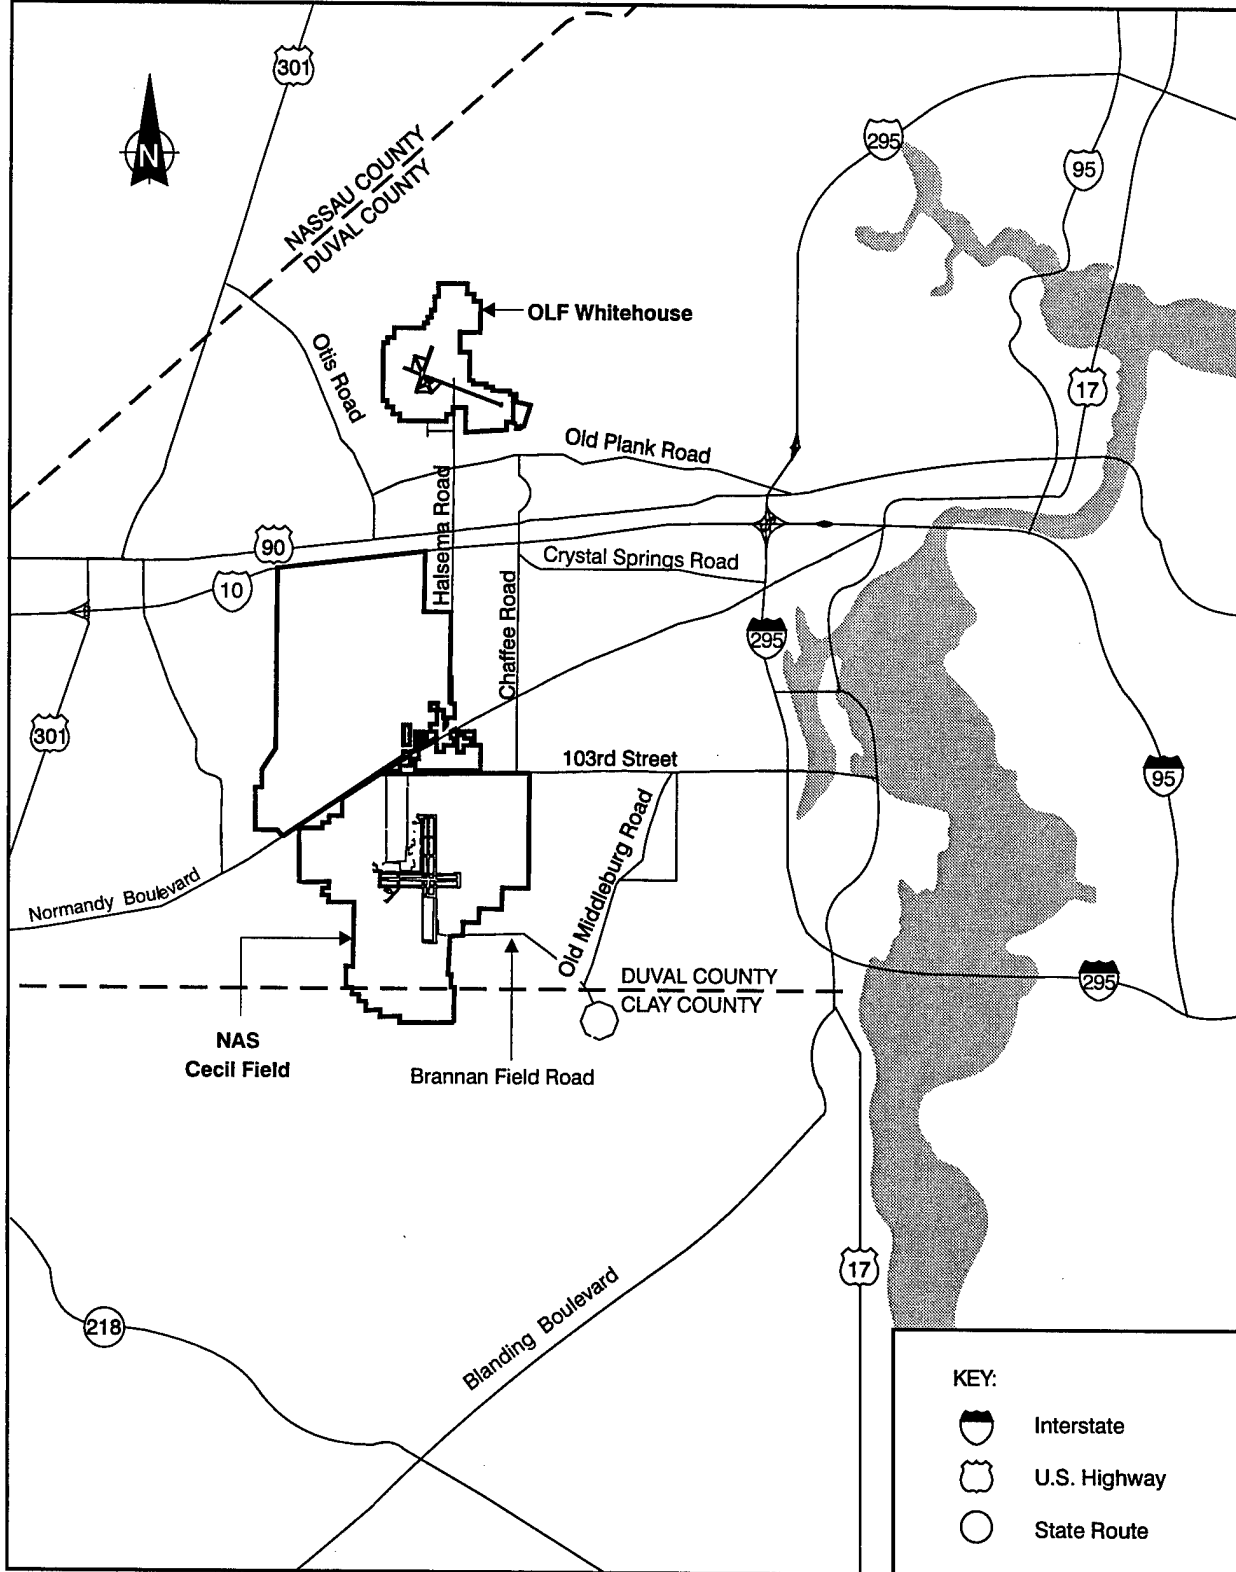 301
N
NASSAU COUNTY
DUVAL COUNTY
295
95
OLF Whitehouse
Otis Road
17
Old Plank Road
Halsema Road
90
Crystal Springs Road
10
Chaffee Road
295
301
103rd Street
95
Old Middleburg Road
Normandy Boulevard
DUVAL COUNTY
CLAY COUNTY
295
NAS
Cecil Field
Brannan Field Road
17
218
Blanding Boulevard
KEY:
Interstate
U.S. Highway
State Route